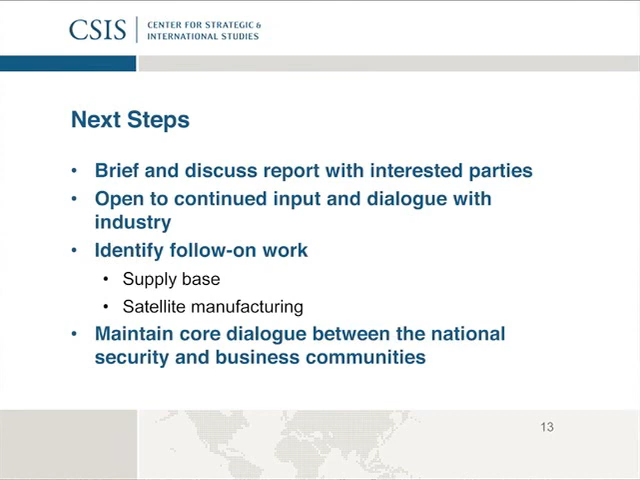 CSIS
CENTER FOR STRATEGIC &
INTERNATIONAL STUDIES
Next Steps
• Brief and discuss report with interested parties
• Open to continued input and dialogue with
industry
• Identify follow-on work
• Supply base
• Satellite manufacturing
• Maintain core dialogue between the national
security and business communities
13